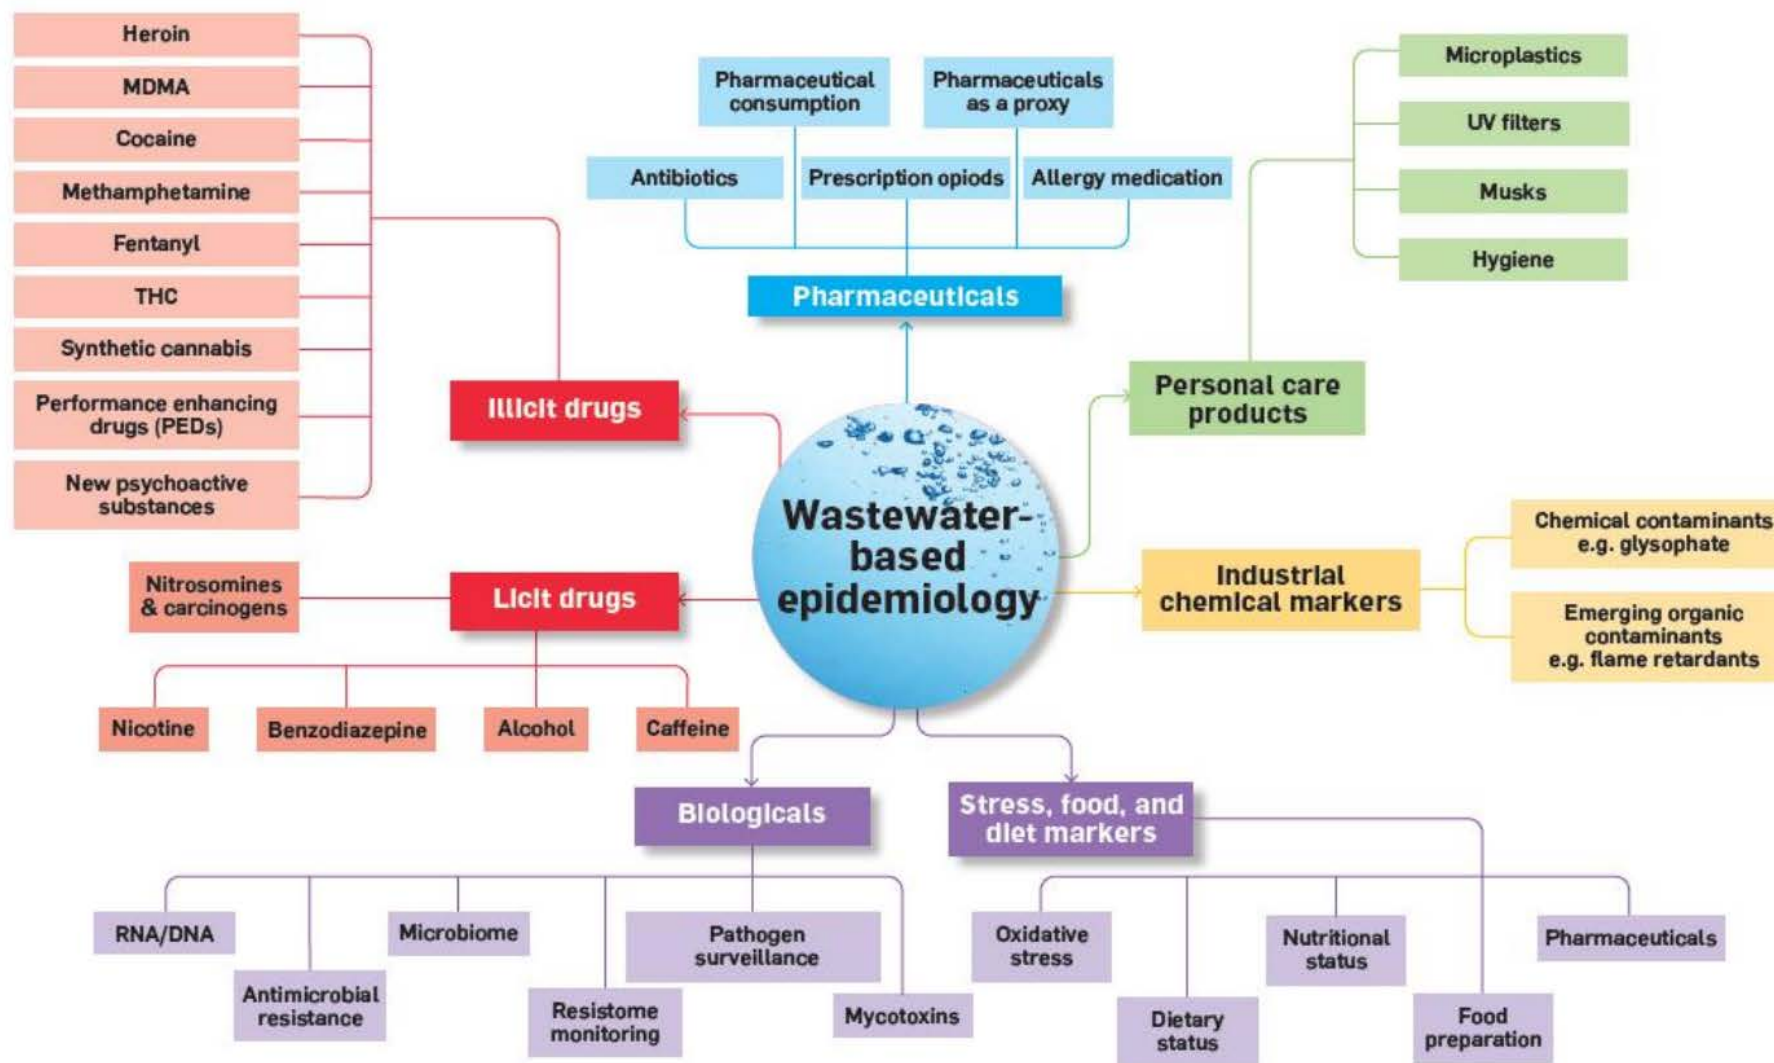 Heroin
MDMA
Cocaine
Methamphetamine
Fentanyl
THC
Synthetic cannabis
Performance enhancing
drugs (PEDs)
New psychoactive
substances
Illicit drugs
Pharmaceutical
consumption
Pharmaceuticals
as a proxy
Antibiotics
Prescription opiods
Allergy medication
Pharmaceuticals
Microplastics
UV filters
Musks
Hygiene
Personal care
products
Wastewater-
based
epidemiology
Nitrosomines
& carcinogens
Licit drugs
Nicotine
Benzodiazepine
Alcohol
Caffeine
Industrial
chemical markers
Chemical contaminants
e.g. glysophate
Emerging organic
contaminants
e.g. flame retardants
Biologicals
RNA/DNA
Antimicrobial
resistance
Microbiome
Resistome
monitoring
Pathogen
surveillance
Mycotoxins
Stress, food, and
diet markers
Oxidative
stress
Dietary
status
Nutritional
status
Food
preparation
Pharmaceuticals